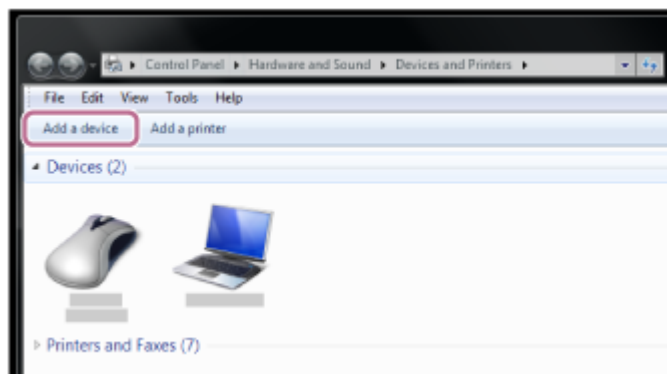 Control Panel Hardware and Sound Devices and Printers
File Edit View Tools Help
Add a device Add a printer
Devices (2)
Printers and Faxes (7)